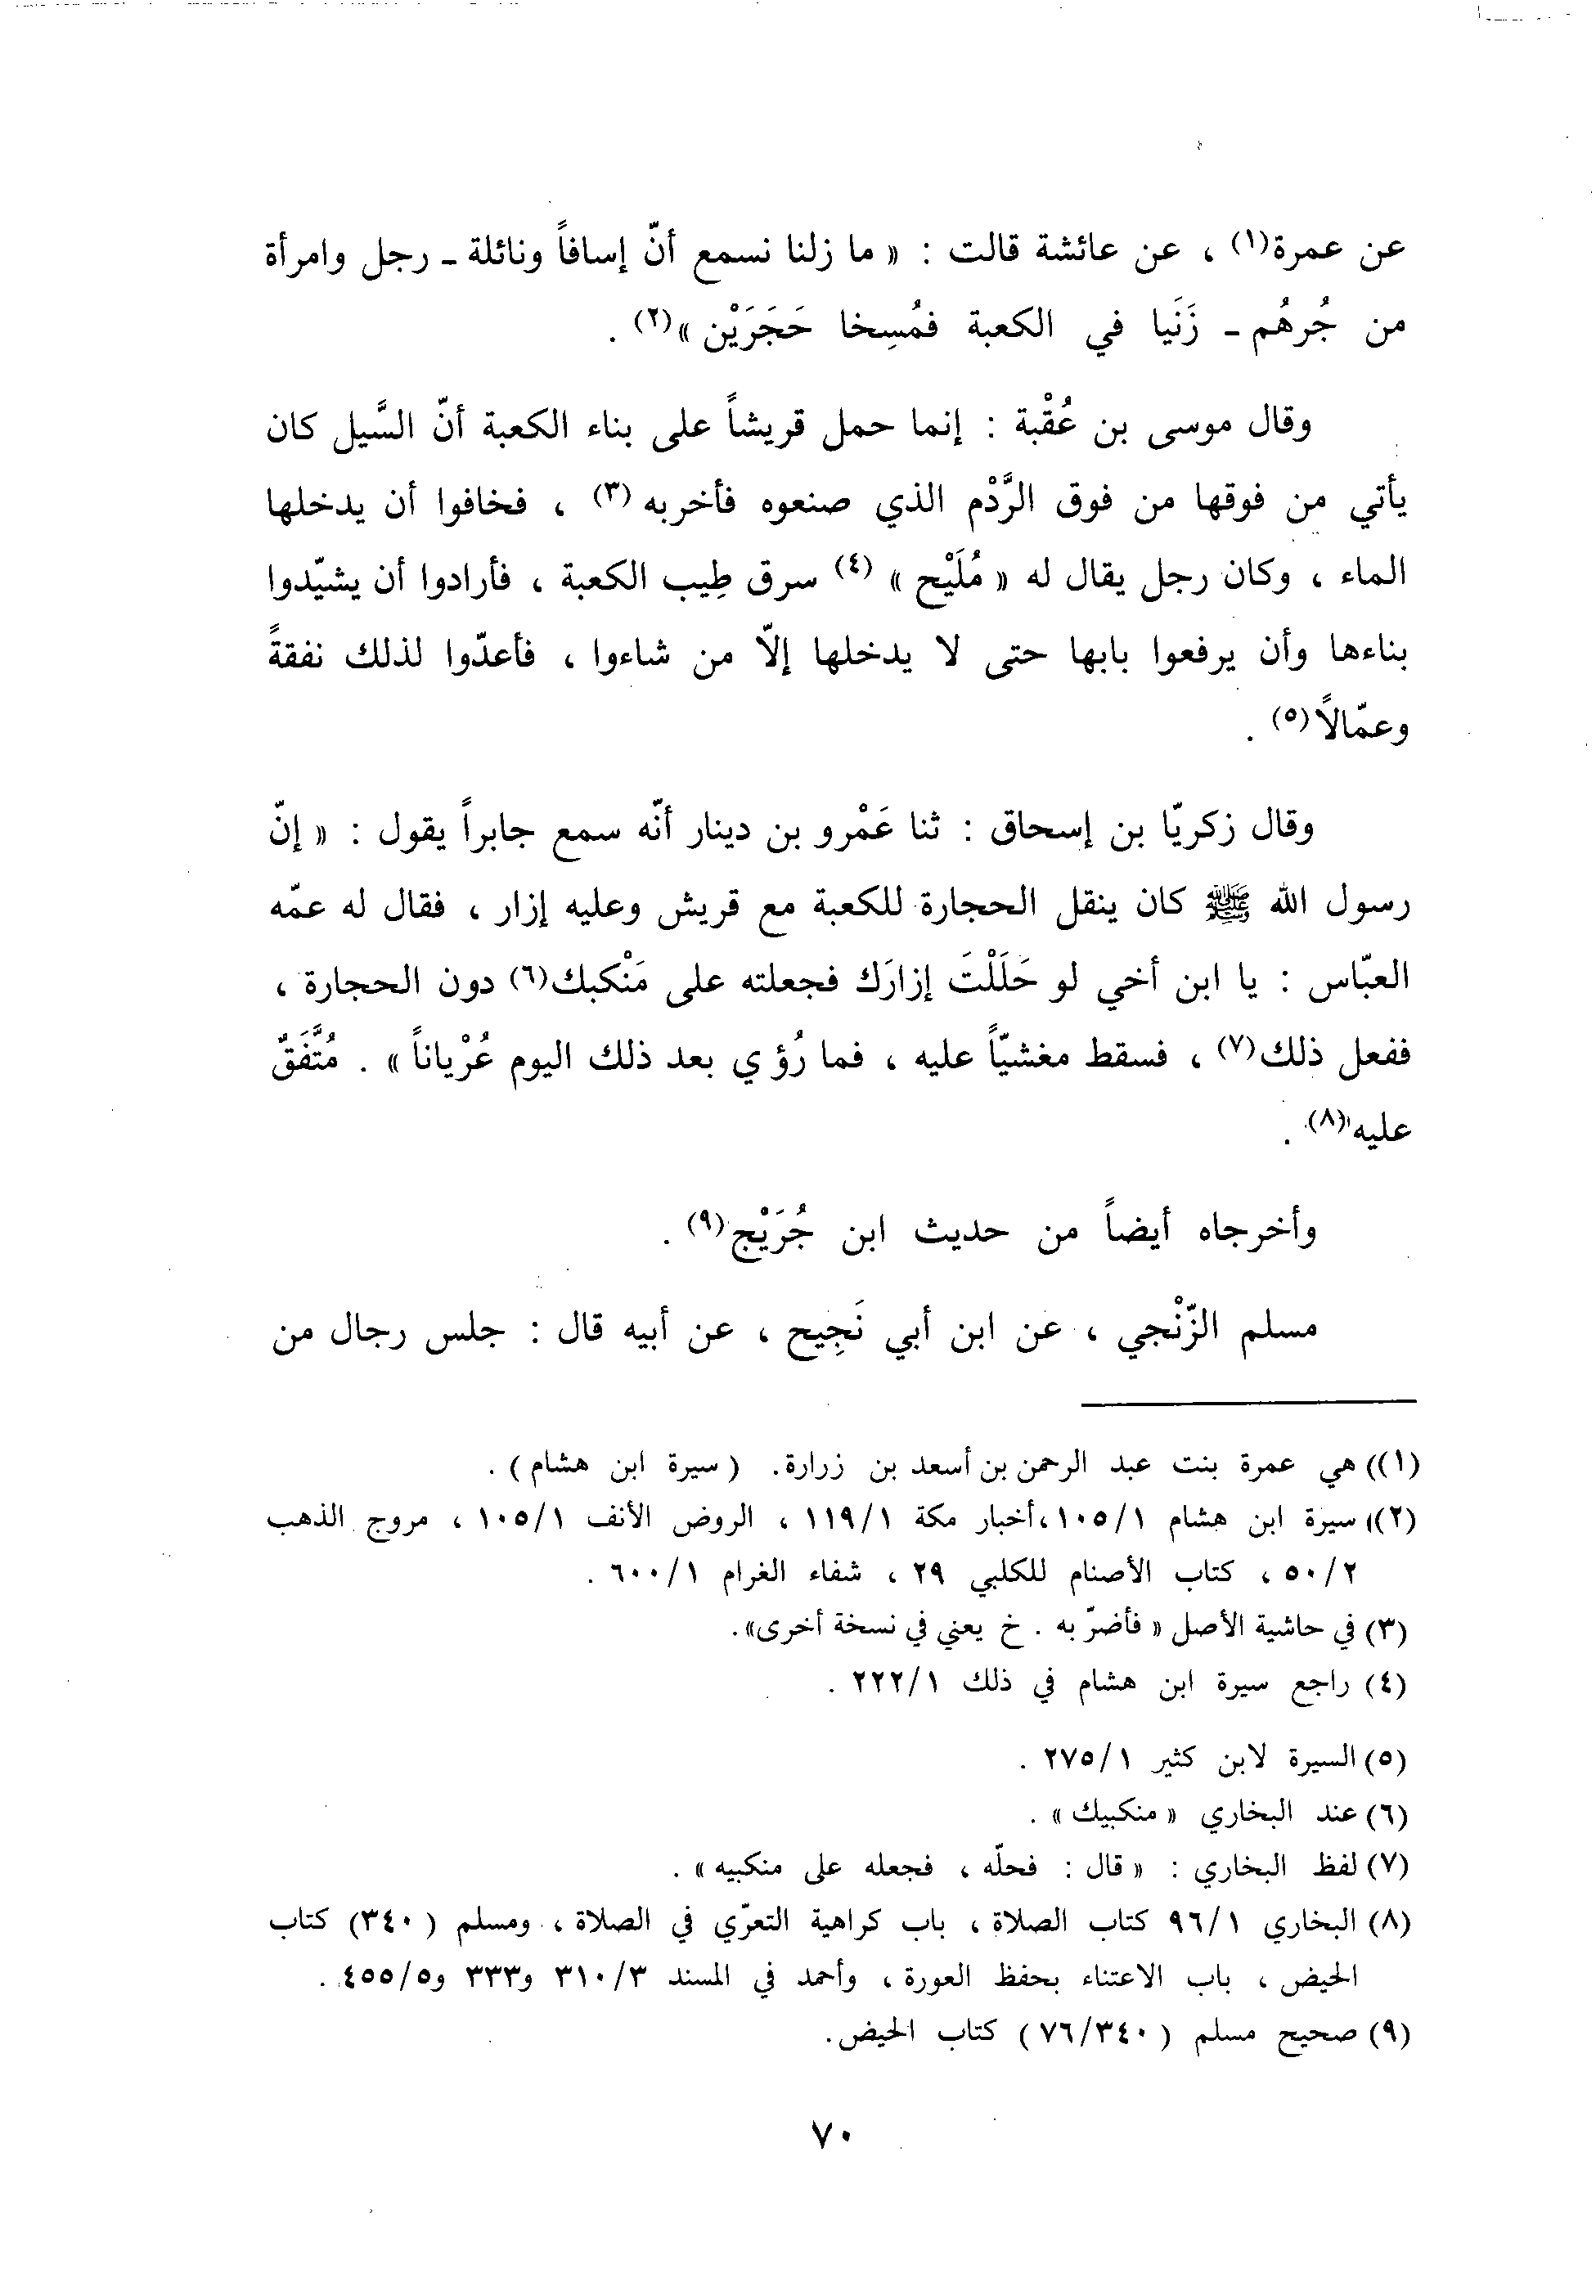 عن عمرة(١) ، عن عائشة قالت : « ما زلنا نسمع أنّ إسافاً ونائلة ـ رجل وامرأة
من جُرهُم ـ زَنَيا في الكعبة فمُسِخا حَجَرَيْن »(٢) .
وقال موسى بن عُقْبة : إنما حمل قريشاً على بناء الكعبة أنّ السَّيل كان
يأتي من فوقها من فوق الرَّدْم الذي صنعوه فأخربه (٣) ، فخافوا أن يدخلها
الماء ، وكان رجل يقال له « مُلَيْح » (٤) سرق طِيب الكعبة ، فأرادوا أن يشيّدوا
بناءها وأن يرفعوا بابها حتى لا يدخلها إلّا من شاءوا ، فأعدّوا لذلك نفقةً
وعمّالاً(٥) .
وقال زكريّا بن إسحاق : ثنا عَمْرو بن دينار أنّه سمع جابراً يقول : « إنّ
رسول الله ﷺ كان ينقل الحجارة للكعبة مع قريش وعليه إزار ، فقال له عمّه
العبّاس : يا ابن أخي لو حَلَلْتَ إزارَك فجعلته على مَنْكبك(٦) دون الحجارة ،
ففعل ذلك(٧) ، فسقط مغشيّاً عليه ، فما رُؤي بعد ذلك اليوم عُرْياناً » . مُتَّفَقٌ
عليه(٨) .
وأخرجاه أيضاً من حديث ابن جُرَيْج(٩) .
مسلم الزّنْجي ، عن ابن أبي نَجِيح ، عن أبيه قال : جلس رجال من
(١)) هي عمرة بنت عبد الرحمن بن أسعد بن زرارة. ( سيرة ابن هشام ) .
(٢)) سيرة ابن هشام ١٠٥/١ ،أخبار مكة ١١٩/١ ، الروض الأنف ١٠٥/١ ، مروج الذهب
٥٠/٢ ، كتاب الأصنام للكلبي ٢٩ ، شفاء الغرام ٦٠٠/١ .
(٣) في حاشية الأصل « فأضرّ به . خ يعني في نسخة أخرى».
(٤) راجع سيرة ابن هشام في ذلك ٢٢٢/١ .
(٥) السيرة لابن كثير ٢٧٥/١ .
(٦) عند البخاري « منكبيك » .
(٧) لفظ البخاري : « قال : فحلّه ، فجعله على منكبيه » .
(٨) البخاري ٩٦/١ كتاب الصلاة ، باب كراهية التعرّي في الصلاة ، ومسلم (٣٤٠) كتاب
الحيض ، باب الاعتناء بحفظ العورة ، وأحمد في المسند ٣١٠/٣ و٣٣٣ و٤٥٥/٥ .
(٩) صحيح مسلم ( ٧٦/٣٤٠ ) كتاب الحيض.
٧٠